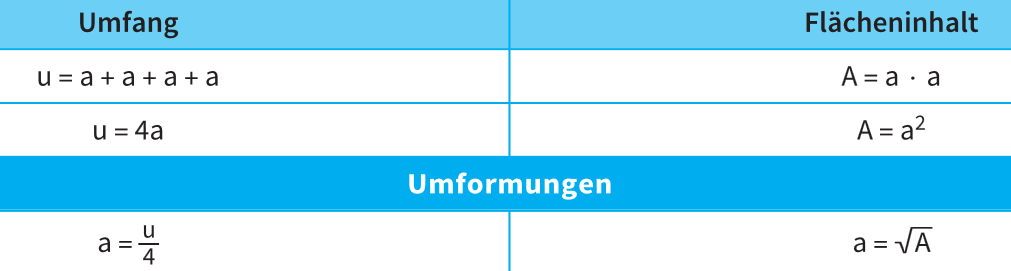 Umfang Flächeninhalt
u = a + a + a + a A = a · a
u = 4a A = a²
Umformungen
a = u/4 a = √A